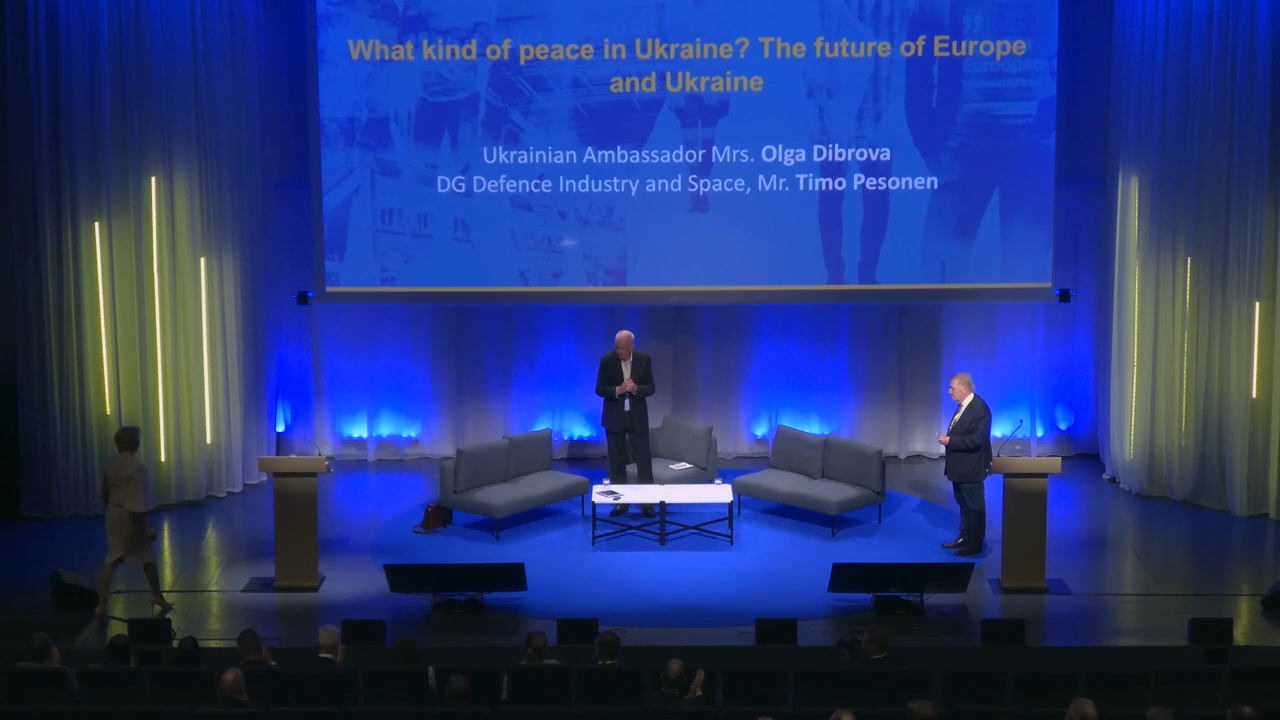 What kind of peace in Ukraine? The future of Europe
and Ukraine
Ukrainian Ambassador Mrs. Olga Dibrova
DG Defence Industry and Space, Mr. Timo Pesonen